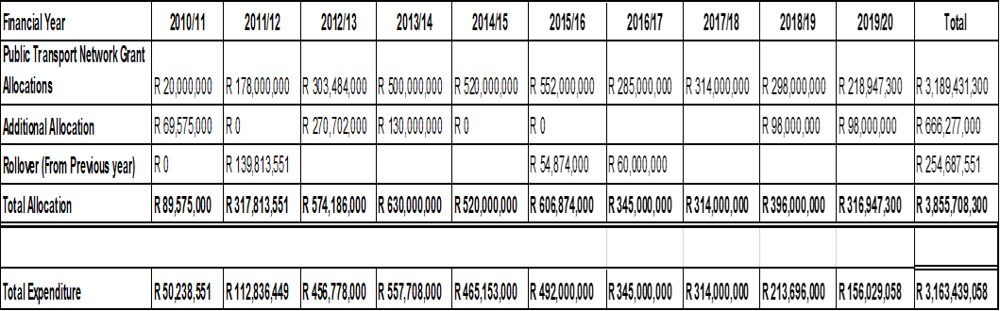 Financial Year 2010/11 2011/12 2012/13 2013/14 2014/15 2015/16 2016/17 2017/18 2018/19 2019/20 Total
Public Transport Network Grant
Allocations R 20,000,000 R 178,000,000 R 303,484,000 R 500,000,000 R 520,000,000 R 552,000,000 R 285,000,000 R 314,000,000 R 298,000,000 R 218,947,300 R 3,189,431,300
Additional Allocation R 69,575,000 R 0 R 270,702,000 R 130,000,000 R 0 R 0 R 98,000,000 R 98,000,000 R 666,277,000
Rollover (From Previous year) R 0 R 139,813,551 R 54,874,000 R 60,000,000 R 254,687,551
Total Allocation R 89,575,000 R 317,813,551 R 574,186,000 R 630,000,000 R 520,000,000 R 606,874,000 R 345,000,000 R 314,000,000 R 396,000,000 R 316,947,300 R 3,855,708,300
Total Expenditure R 50,238,551 R 112,836,449 R 456,778,000 R 557,708,000 R 465,153,000 R 492,000,000 R 345,000,000 R 314,000,000 R 213,696,000 R 156,029,058 R 3,163,439,058